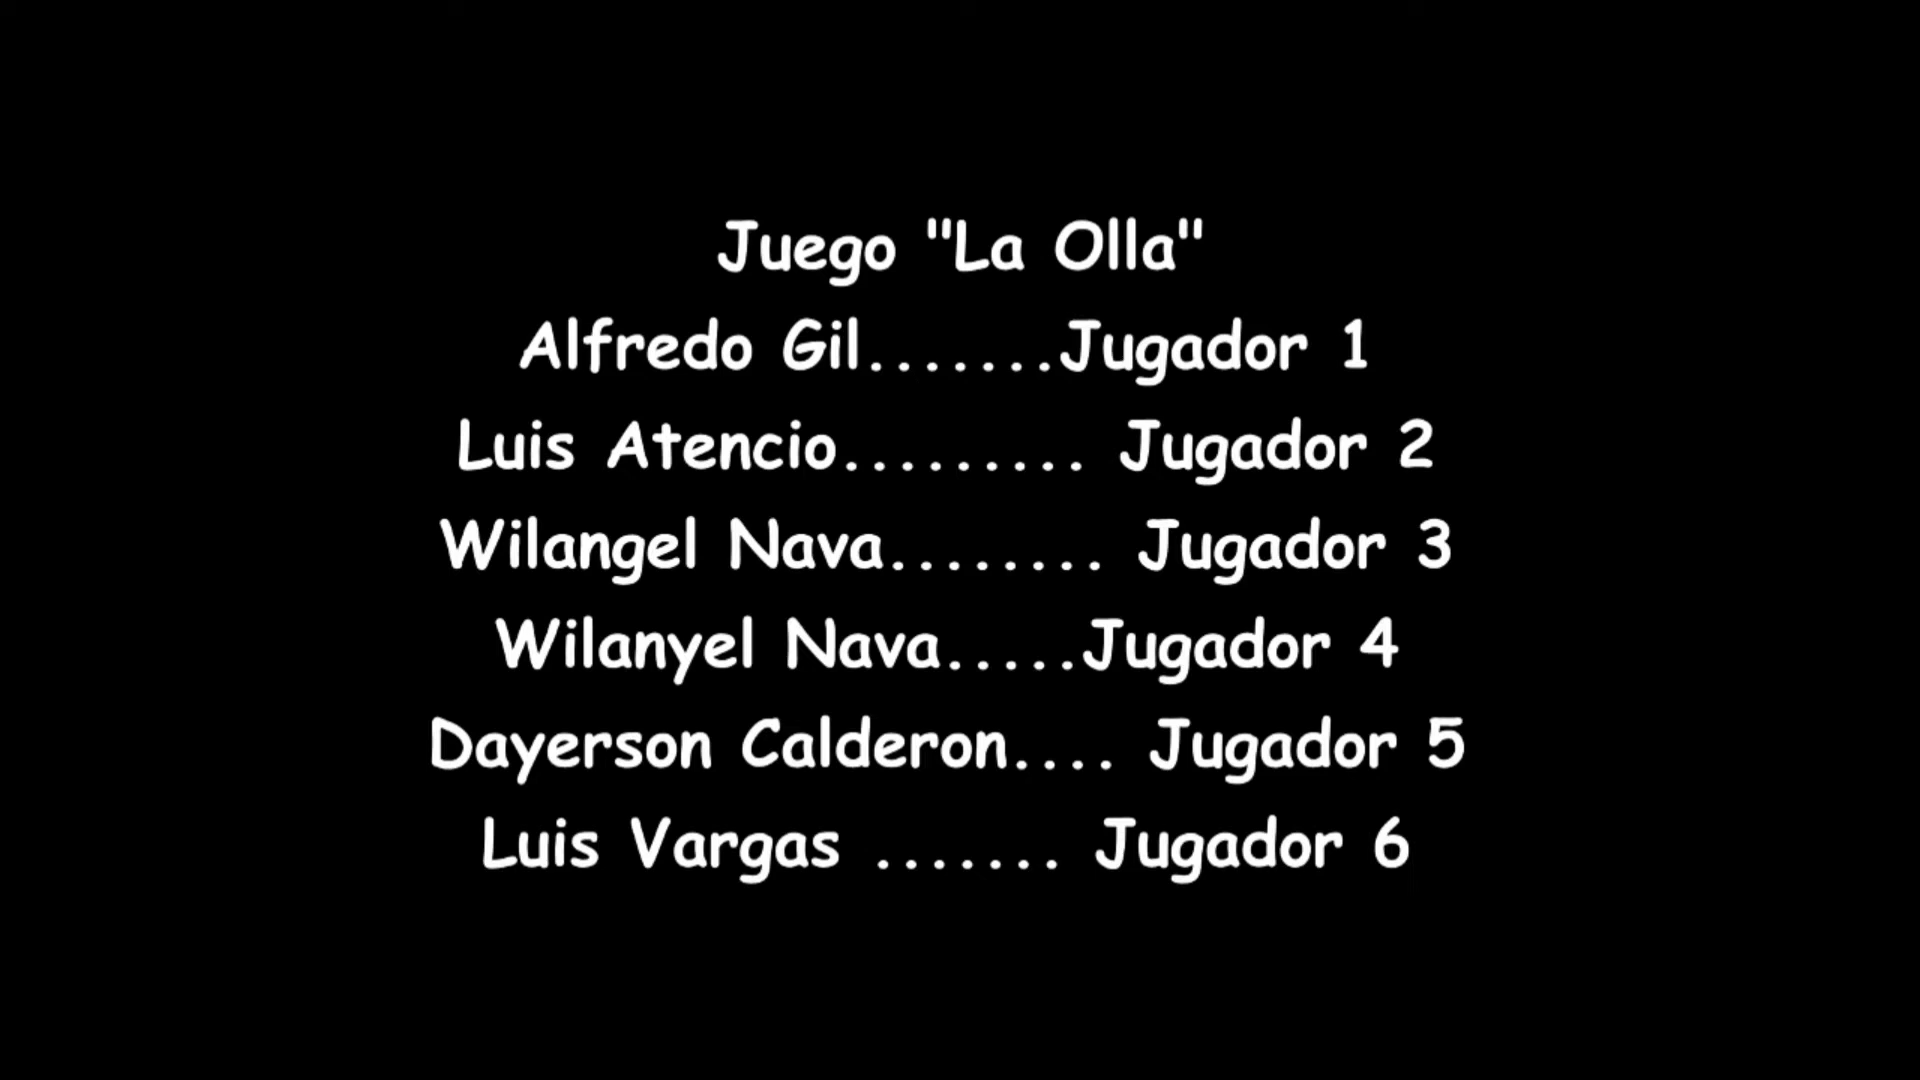 Juego "La Olla"
Alfredo Gil.......Jugador 1
Luis Atencio......... Jugador 2
Wilangel Nava........ Jugador 3
Wilanyel Nava.....Jugador 4
Dayerson Calderon.... Jugador 5
Luis Vargas ....... Jugador 6